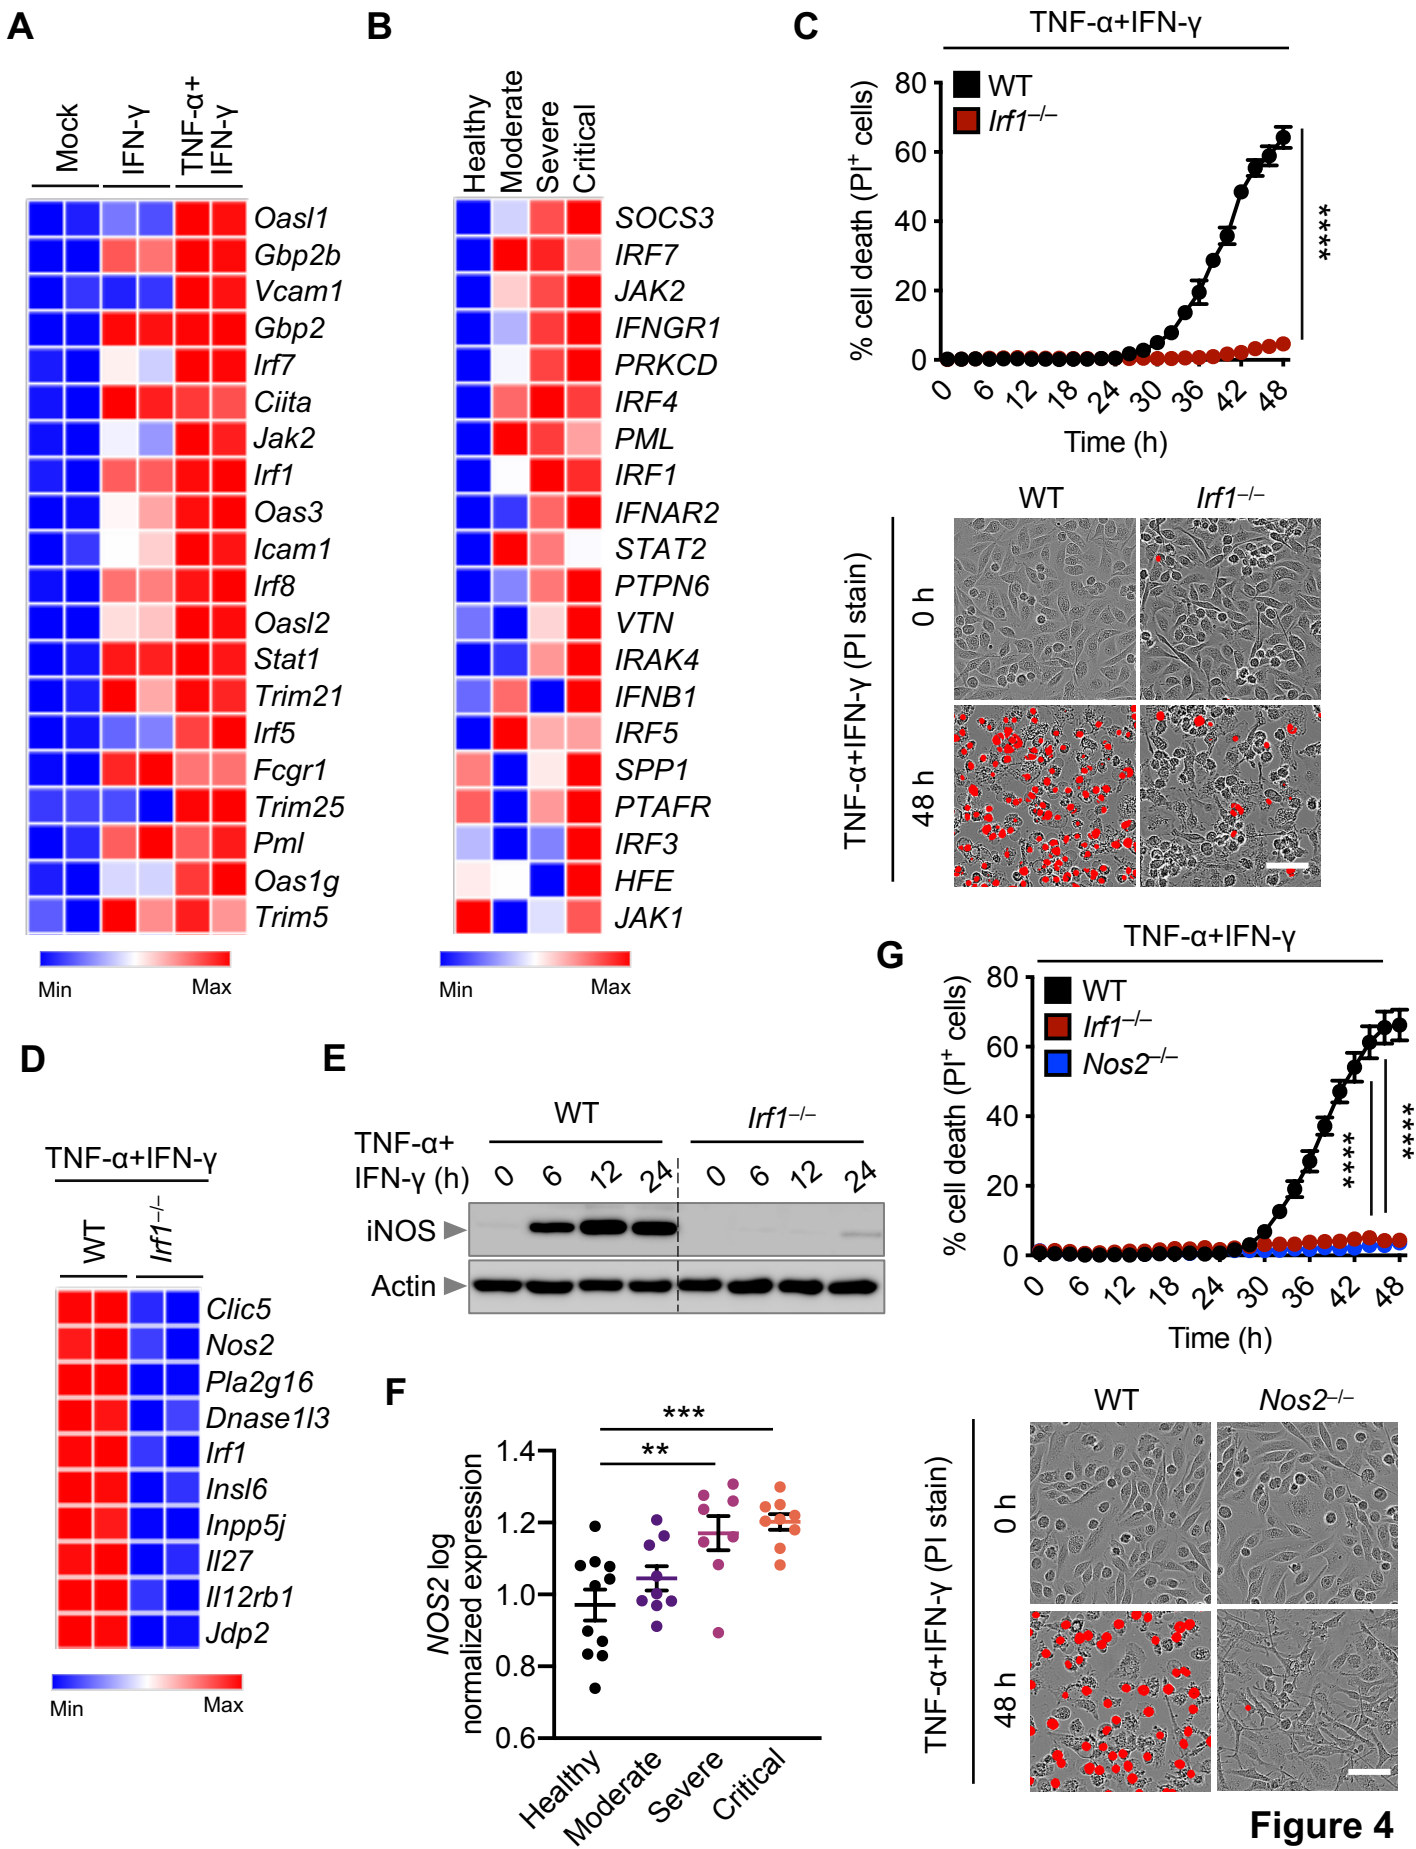 A
Mock
IFN-γ
TNF-α+
IFN-γ
Oasl1
Gbp2b
Vcam1
Gbp2
Irf7
Ciita
Jak2
Irf1
Oas3
Icam1
Irf8
Oasl2
Stat1
Trim21
Irf5
Fcgr1
Trim25
Pml
Oas1g
Trim5
Min Max
B
Healthy
Moderate
Severe
Critical
SOCS3
IRF7
JAK2
IFNGR1
PRKCD
IRF4
PML
IRF1
IFNAR2
STAT2
PTPN6
VTN
IRAK4
IFNB1
IRF5
SPP1
PTAFR
IRF3
HFE
JAK1
Min Max
C
TNF-α+IFN-γ
% cell death (PI⁺ cells)
80
60
40
20
0
WT
Irf1–/–
****
0 6 12 18 24 30 36 42 48
Time (h)
WT Irf1–/–
TNF-α+IFN-γ (PI stain)
0 h
48 h
D
TNF-α+IFN-γ
WT
Irf1–/–
Clic5
Nos2
Pla2g16
Dnase1l3
Irf1
Insl6
Inpp5j
Il27
Il12rb1
Jdp2
Min Max
E
WT Irf1–/–
TNF-α+
IFN-γ (h) 0 6 12 24 0 6 12 24
iNOS
Actin
F
NOS2 log
normalized expression
1.4
1.2
1.0
0.8
0.6
***
**
Healthy
Moderate
Severe
Critical
G
TNF-α+IFN-γ
% cell death (PI⁺ cells)
80
60
40
20
0
WT
Irf1–/–
Nos2–/–
****
****
0 6 12 18 24 30 36 42 48
Time (h)
WT Nos2–/–
TNF-α+IFN-γ (PI stain)
0 h
48 h
Figure 4